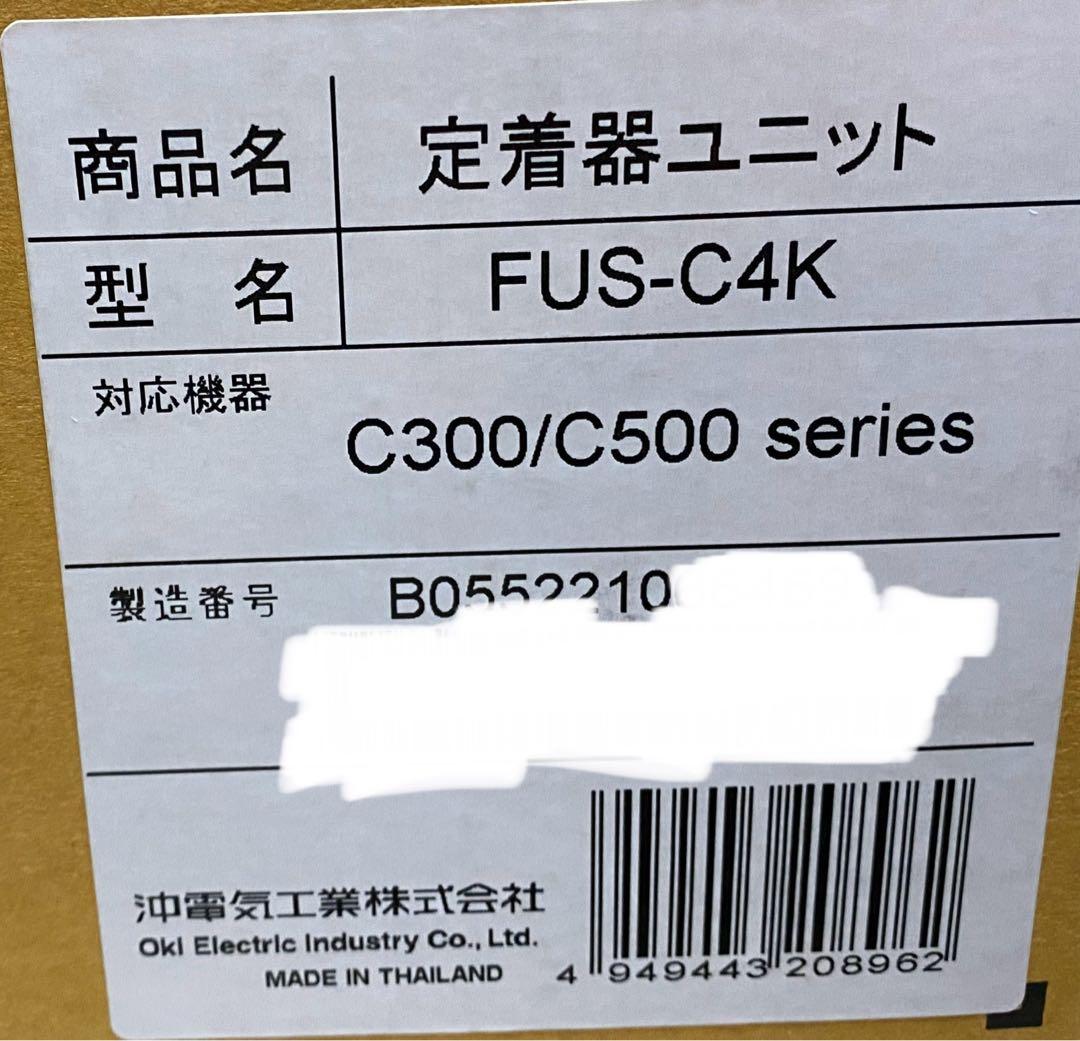 商品名 定着器ユニット
型 名 FUS-C4K
対応機器
C300/C500 series
製造番号 B0552210
沖電気工業株式会社
Oki Electric Industry Co., Ltd.
MADE IN THAILAND
4 949443 208962